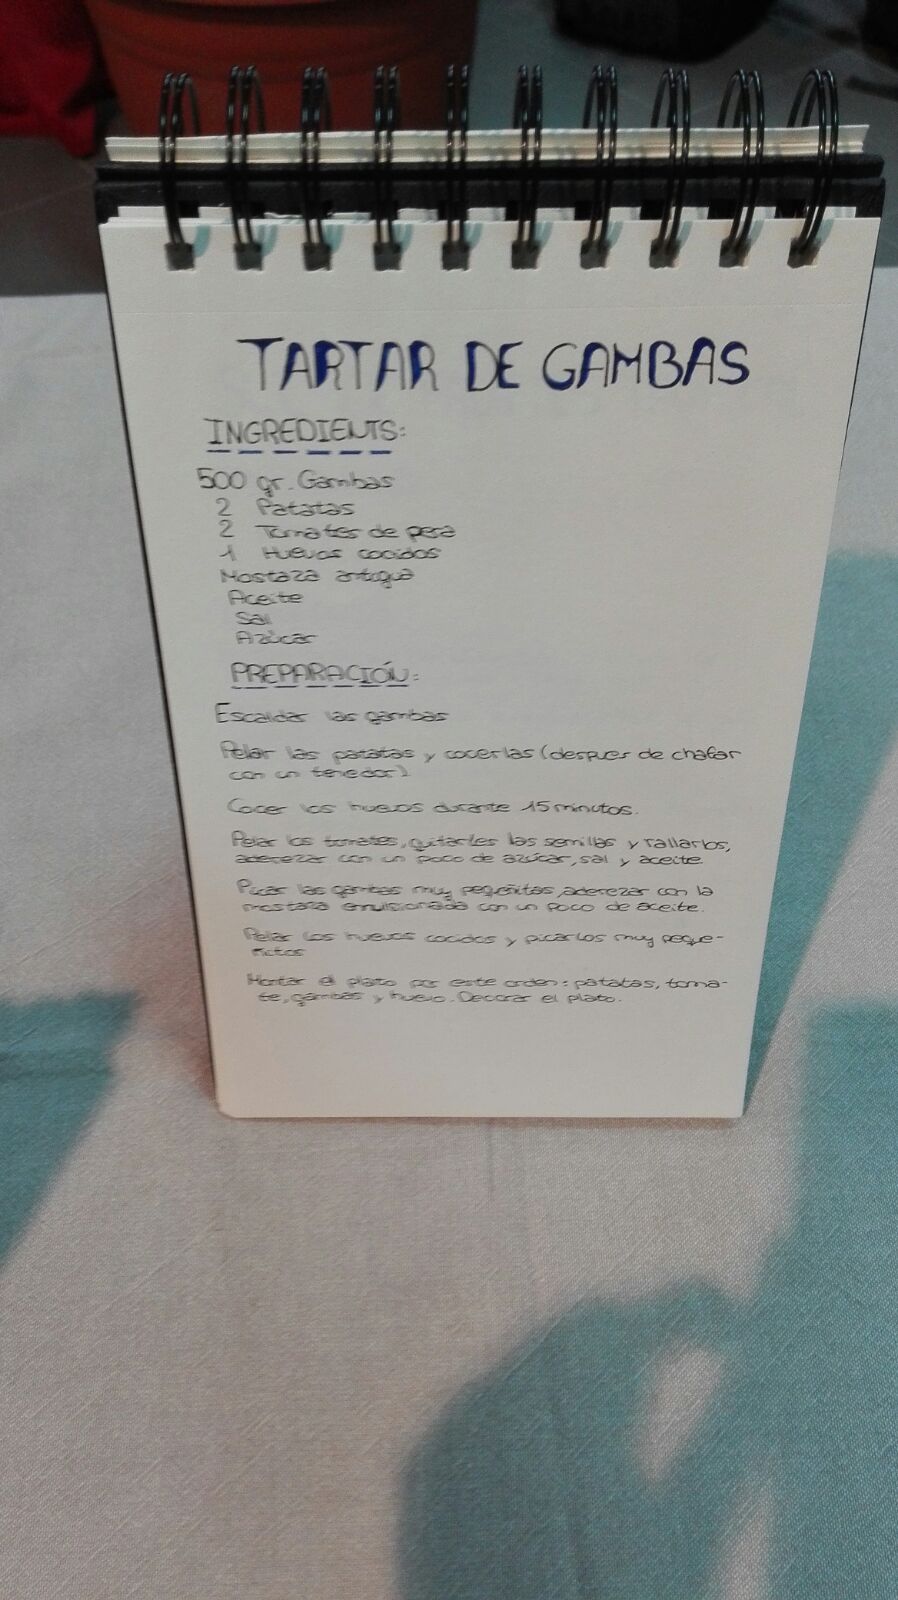 TARTAR DE GAMBAS
INGREDIENTS:
500 gr. Gambas
2 Patatas
2 Tomates de pera
1 Huevos cocidos
Mostaza antigua
Aceite
Sal
Azúcar
PREPARACIÓN:
Escaldar las gambas
Pelar las patatas y cocerlas (despues de chafar
con un tenedor).
Cocer los huevos durante 15 minutos.
Pelar los tomates, quitarles las semillas y rallarlos,
aderezar con un poco de azúcar, sal y aceite
Picar las gambas muy pequeñitas, aderezar con la
mostaza emulsionada con un poco de aceite.
Pelar los huevos cocidos y picarlos muy peque-
ñitos
Montar el plato por este orden: patatas, toma-
te, gambas y huevo. Decorar el plato.